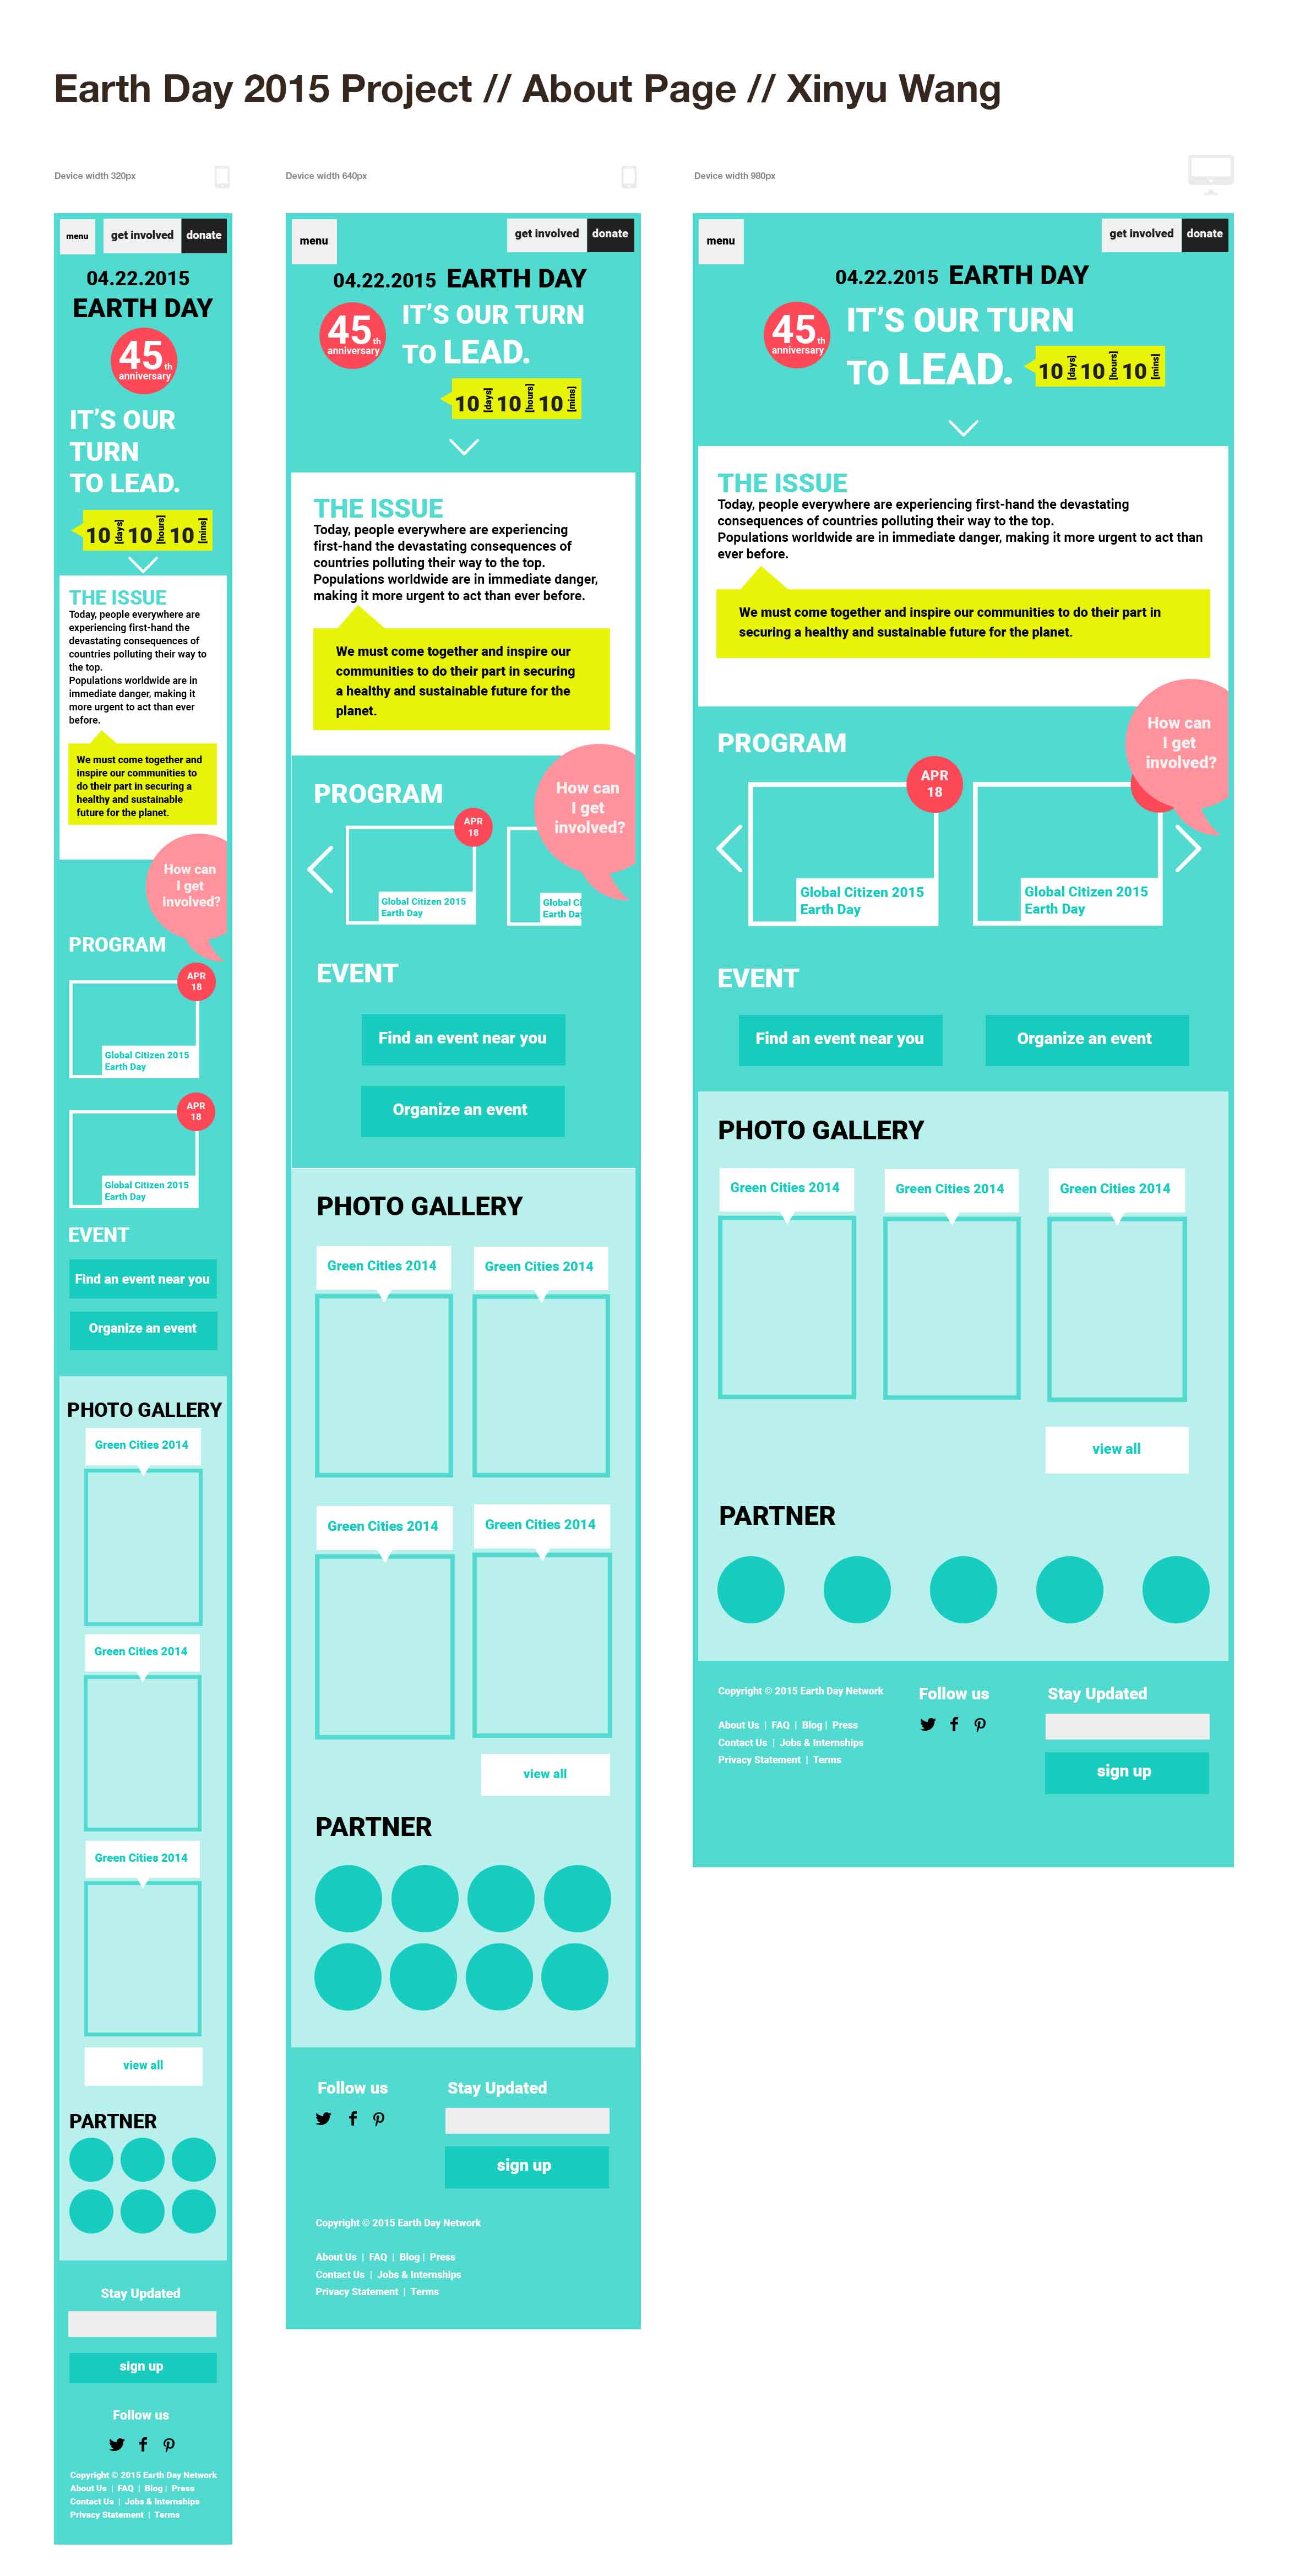 Earth Day 2015 Project // About Page // Xinyu Wang
Device width 320px
menu
get involved
donate
04.22.2015
EARTH DAY
45th
anniversary
IT'S OUR
TURN
TO LEAD.
10 [days] 10 [hours] 10 [mins]
THE ISSUE
Today, people everywhere are
experiencing first-hand the
devastating consequences of
countries polluting their way to
the top.
Populations worldwide are in
immediate danger, making it
more urgent to act than ever
before.
We must come together and
inspire our communities to
do their part in securing a
healthy and sustainable
future for the planet.
How can
I get
involved?
PROGRAM
APR
18
Global Citizen 2015
Earth Day
APR
18
Global Citizen 2015
Earth Day
EVENT
Find an event near you
Organize an event
PHOTO GALLERY
Green Cities 2014
Green Cities 2014
Green Cities 2014
view all
PARTNER
Stay Updated
sign up
Follow us
Copyright © 2015 Earth Day Network
About Us | FAQ | Blog | Press
Contact Us | Jobs & Internships
Privacy Statement | Terms
Device width 640px
menu
get involved
donate
04.22.2015 EARTH DAY
45th
anniversary
IT'S OUR TURN
TO LEAD.
10 [days] 10 [hours] 10 [mins]
THE ISSUE
Today, people everywhere are experiencing
first-hand the devastating consequences of
countries polluting their way to the top.
Populations worldwide are in immediate danger,
making it more urgent to act than ever before.
We must come together and inspire our
communities to do their part in securing
a healthy and sustainable future for the
planet.
How can
I get
involved?
PROGRAM
APR
18
Global Citizen 2015
Earth Day
Global Ci
Earth Day
EVENT
Find an event near you
Organize an event
PHOTO GALLERY
Green Cities 2014
Green Cities 2014
Green Cities 2014
Green Cities 2014
view all
PARTNER
Follow us
Stay Updated
sign up
Copyright © 2015 Earth Day Network
About Us | FAQ | Blog | Press
Contact Us | Jobs & Internships
Privacy Statement | Terms
Device width 980px
menu
get involved
donate
04.22.2015 EARTH DAY
45th
anniversary
IT'S OUR TURN
TO LEAD.
10 [days] 10 [hours] 10 [mins]
THE ISSUE
Today, people everywhere are experiencing first-hand the devastating
consequences of countries polluting their way to the top.
Populations worldwide are in immediate danger, making it more urgent to act than
ever before.
We must come together and inspire our communities to do their part in
securing a healthy and sustainable future for the planet.
How can
I get
involved?
PROGRAM
APR
18
Global Citizen 2015
Earth Day
Global Citizen 2015
Earth Day
EVENT
Find an event near you
Organize an event
PHOTO GALLERY
Green Cities 2014
Green Cities 2014
Green Cities 2014
view all
PARTNER
Copyright © 2015 Earth Day Network
About Us | FAQ | Blog | Press
Contact Us | Jobs & Internships
Privacy Statement | Terms
Follow us
Stay Updated
sign up